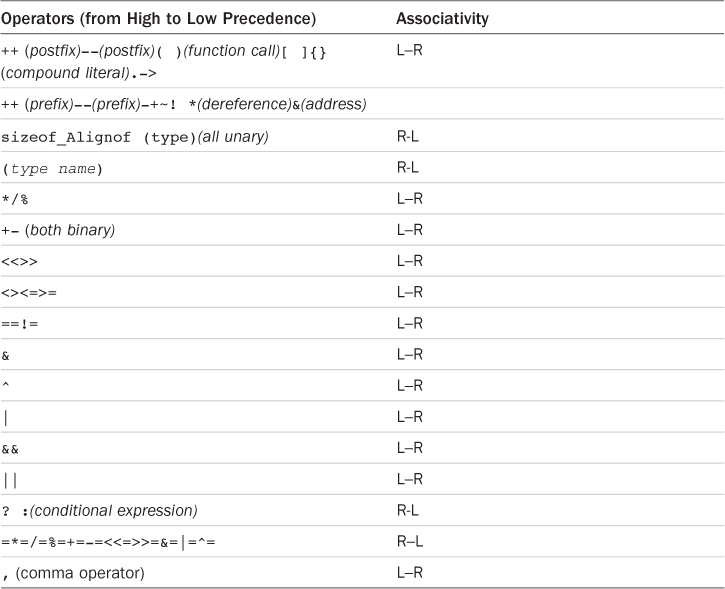 Operators (from High to Low Precedence) Associativity
++ (postfix)--(postfix)( )(function call)[ ]{} L–R
(compound literal).->
++ (prefix)--(prefix)-+~! *(dereference)&(address)
sizeof_Alignof (type)(all unary) R-L
(type name) R-L
*/% L–R
+– (both binary) L–R
<<>> L–R
<><=>= L–R
==!= L–R
& L–R
^ L–R
| L–R
&& L–R
|| L–R
? :(conditional expression) R-L
=*=/=%=+=-=<<=>>=&=|=^= R–L
, (comma operator) L–R